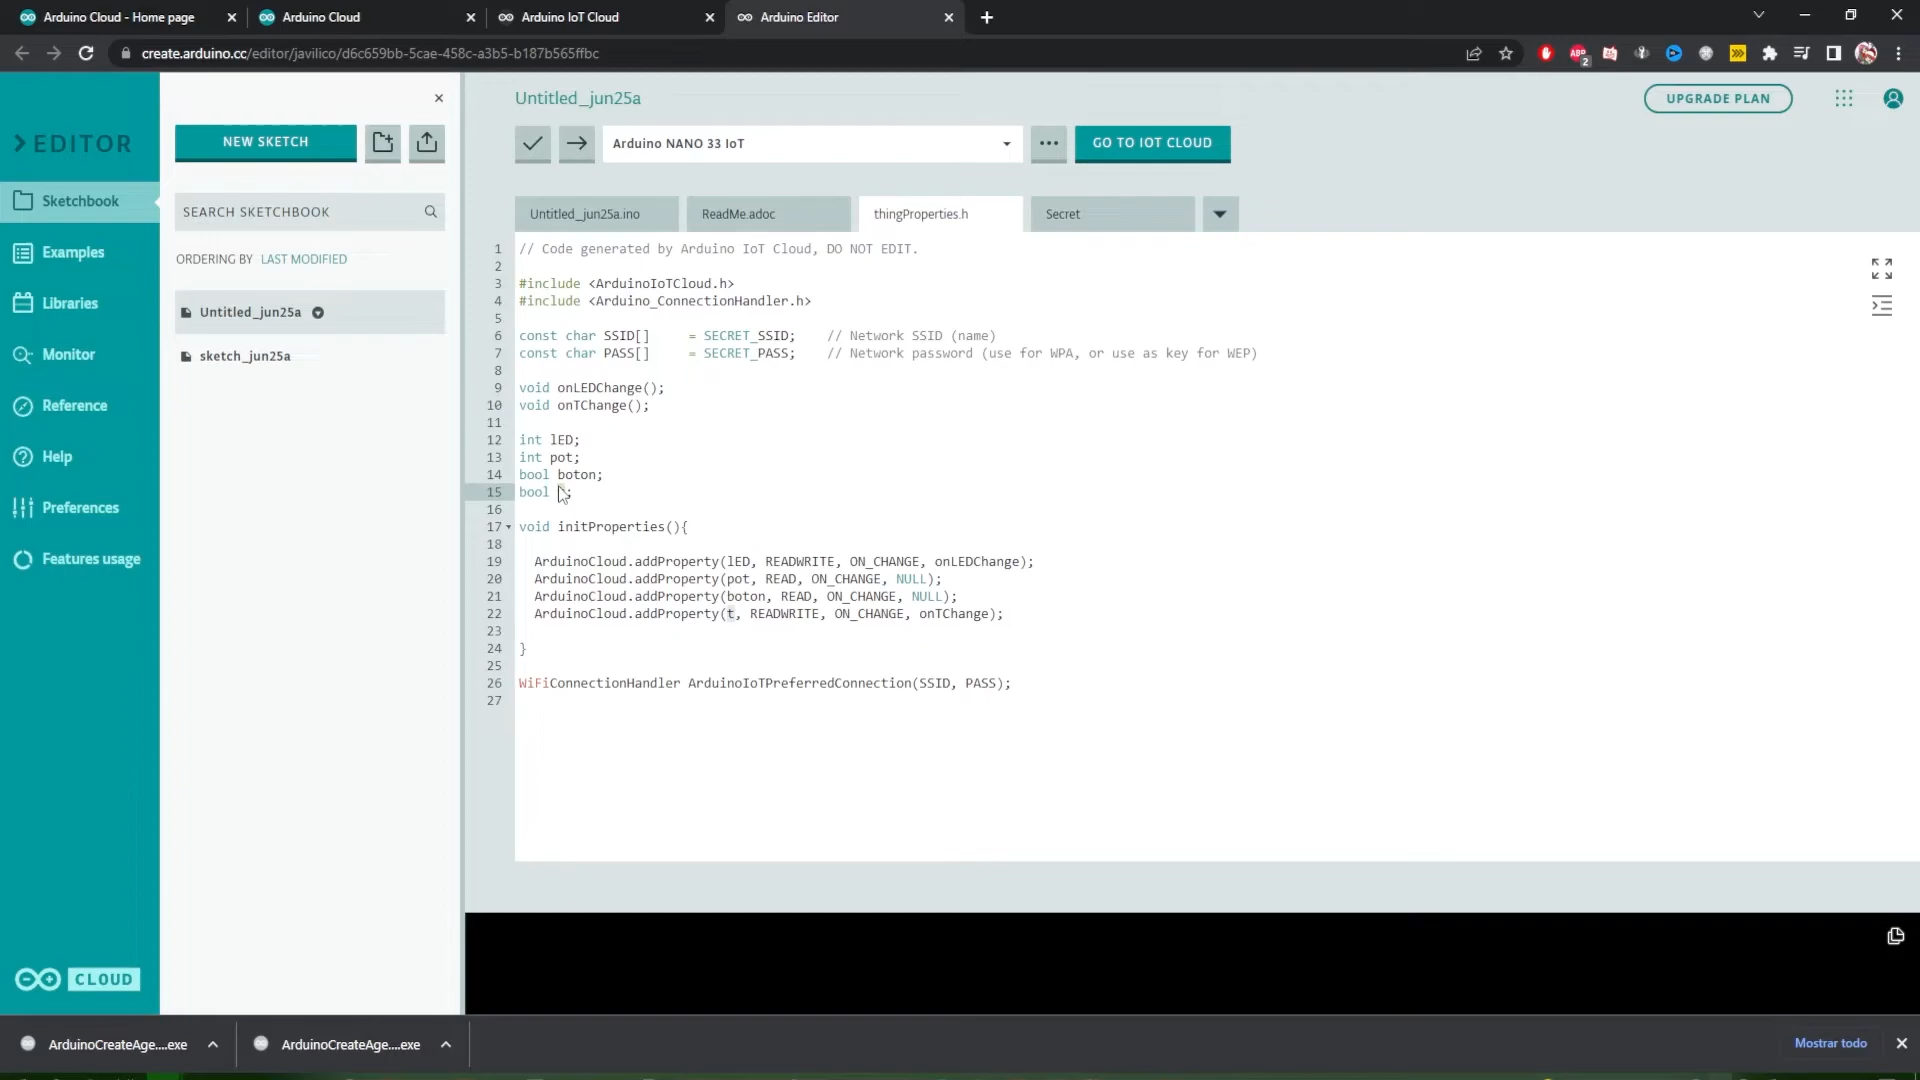 Arduino Cloud - Home page
Arduino Cloud
Arduino IoT Cloud
Arduino Editor
create.arduino.cc/editor/javilico/d6c659bb-5cae-458c-a3b5-b187b565ffbc
ABP
2
EDITOR
Sketchbook
Examples
Libraries
Monitor
Reference
Help
Preferences
Features usage
CLOUD
NEW SKETCH
SEARCH SKETCHBOOK
ORDERING BY LAST MODIFIED
Untitled_jun25a
sketch_jun25a
Untitled_jun25a
UPGRADE PLAN
Arduino NANO 33 IoT
GO TO IOT CLOUD
Untitled_jun25a.ino
ReadMe.adoc
thingProperties.h
Secret
1 // Code generated by Arduino IoT Cloud, DO NOT EDIT.
2
3 #include <ArduinoIoTCloud.h>
4 #include <Arduino_ConnectionHandler.h>
5
6 const char SSID[] = SECRET_SSID; // Network SSID (name)
7 const char PASS[] = SECRET_PASS; // Network password (use for WPA, or use as key for WEP)
8
9 void onLEDChange();
10 void onTChange();
11
12 int lED;
13 int pot;
14 bool boton;
15 bool ;
16
17 void initProperties(){
18
19 ArduinoCloud.addProperty(lED, READWRITE, ON_CHANGE, onLEDChange);
20 ArduinoCloud.addProperty(pot, READ, ON_CHANGE, NULL);
21 ArduinoCloud.addProperty(boton, READ, ON_CHANGE, NULL);
22 ArduinoCloud.addProperty(t, READWRITE, ON_CHANGE, onTChange);
23
24 }
25
26 WiFiConnectionHandler ArduinoIoTPreferredConnection(SSID, PASS);
27
ArduinoCreateAge....exe
ArduinoCreateAge....exe
Mostrar todo